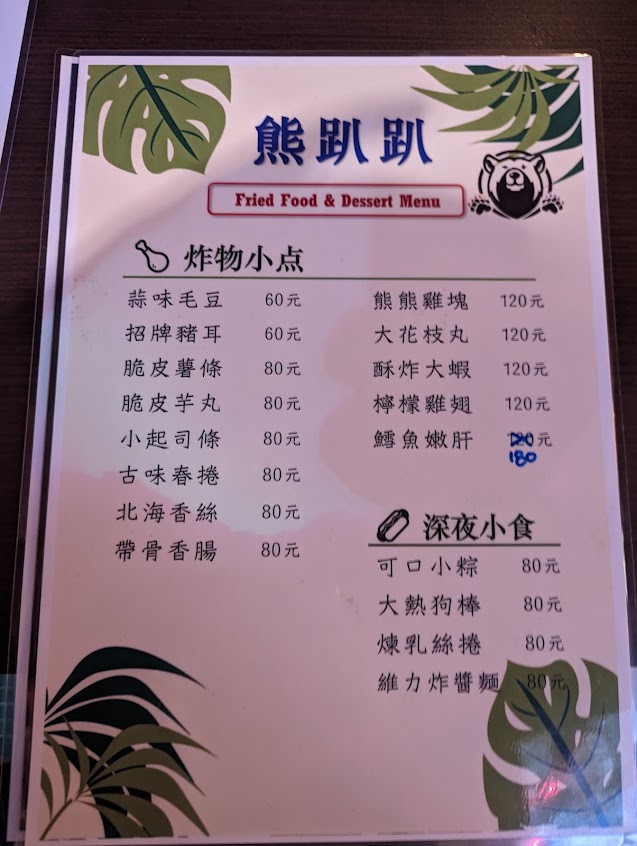 熊趴趴
Fried Food & Dessert Menu
炸物小点
蒜味毛豆 60元
招牌豬耳 60元
脆皮薯條 80元
脆皮芋丸 80元
小起司條 80元
古味春捲 80元
北海香絲 80元
帶骨香腸 80元
熊熊雞塊 120元
大花枝丸 120元
酥炸大蝦 120元
檸檬雞翅 120元
鱈魚嫩肝 元
180
深夜小食
可口小粽 80元
大熱狗棒 80元
煉乳絲捲 80元
維力炸醬麵 80元